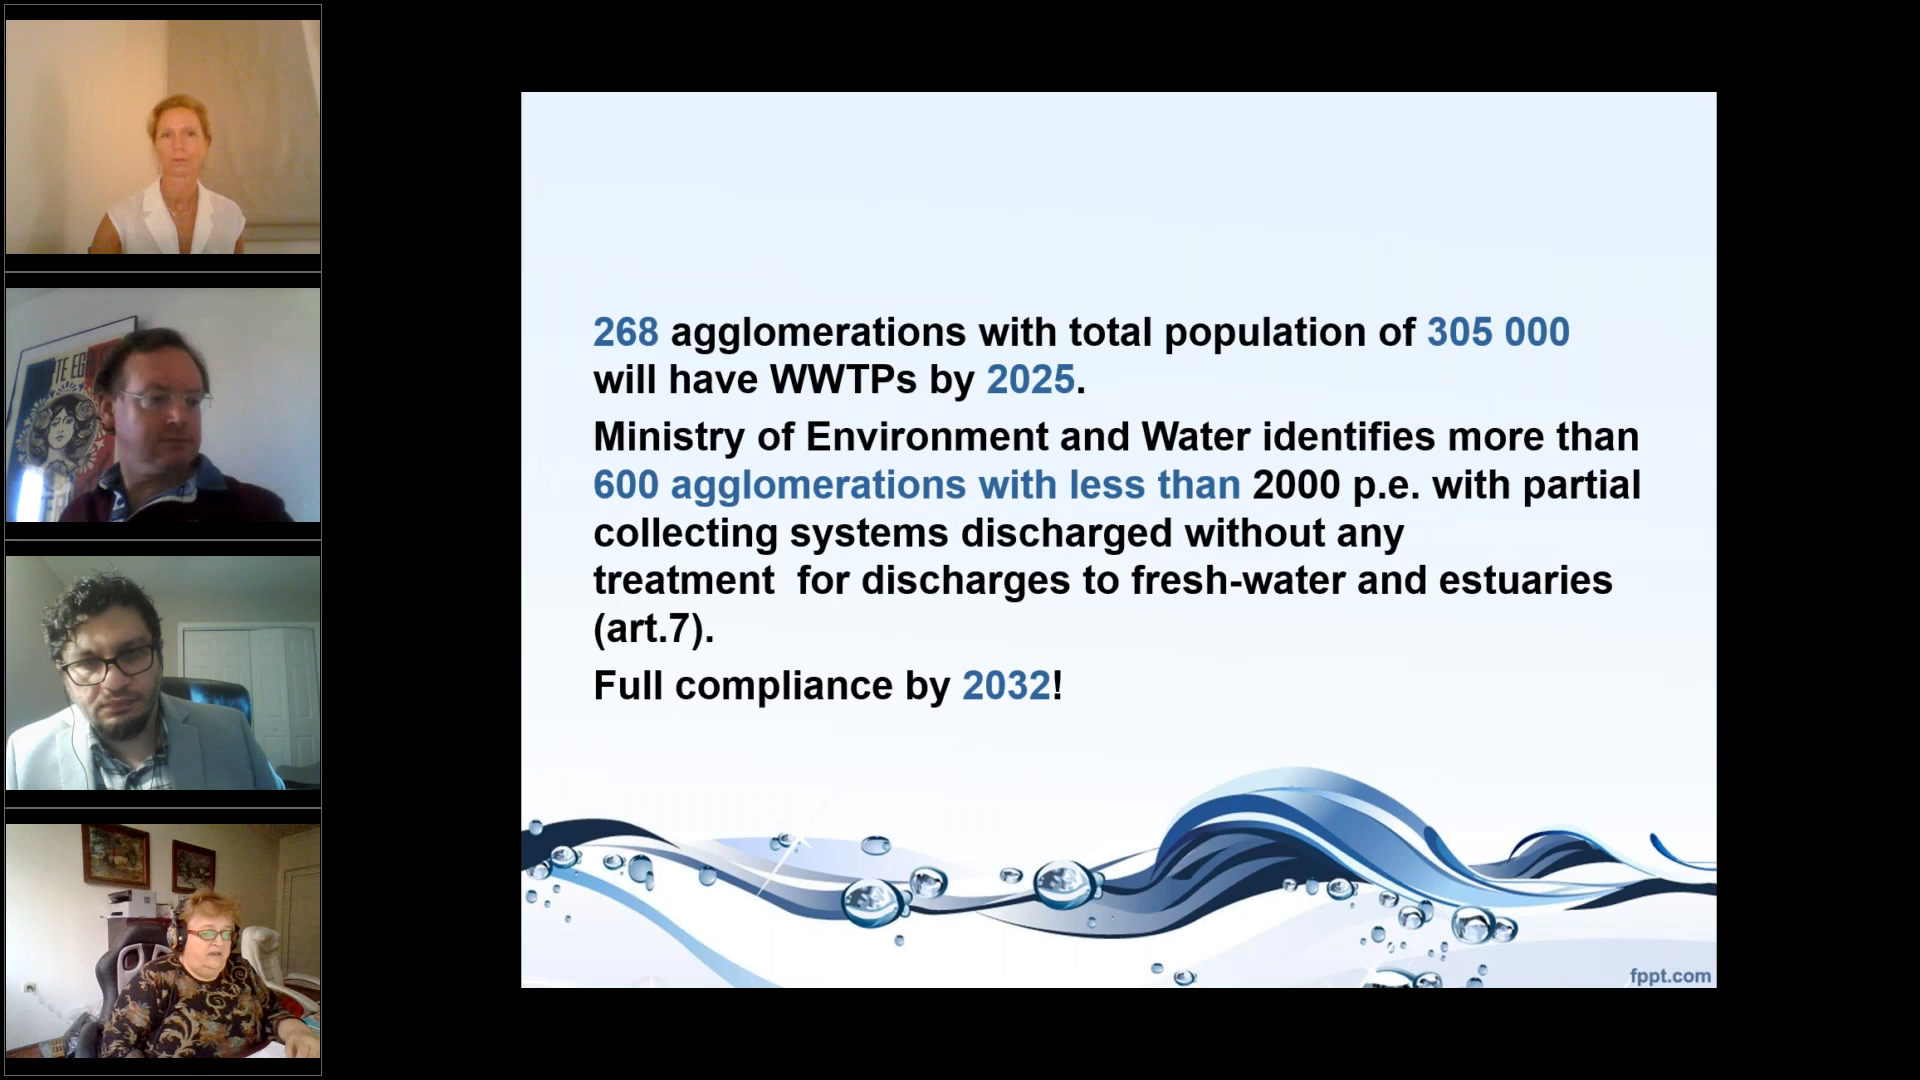 268 agglomerations with total population of 305 000
will have WWTPs by 2025.
Ministry of Environment and Water identifies more than
600 agglomerations with less than 2000 p.e. with partial
collecting systems discharged without any
treatment  for discharges to fresh-water and estuaries
(art.7).
Full compliance by 2032!
fppt.com